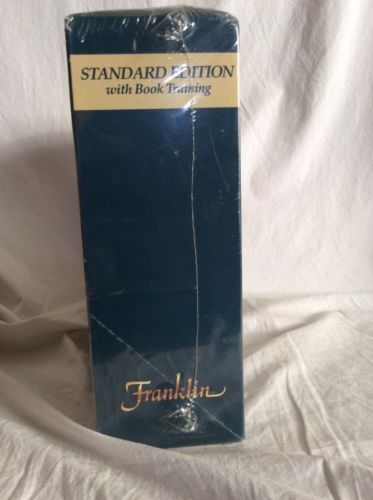 STANDARD EDITION
with Book Training
Franklin